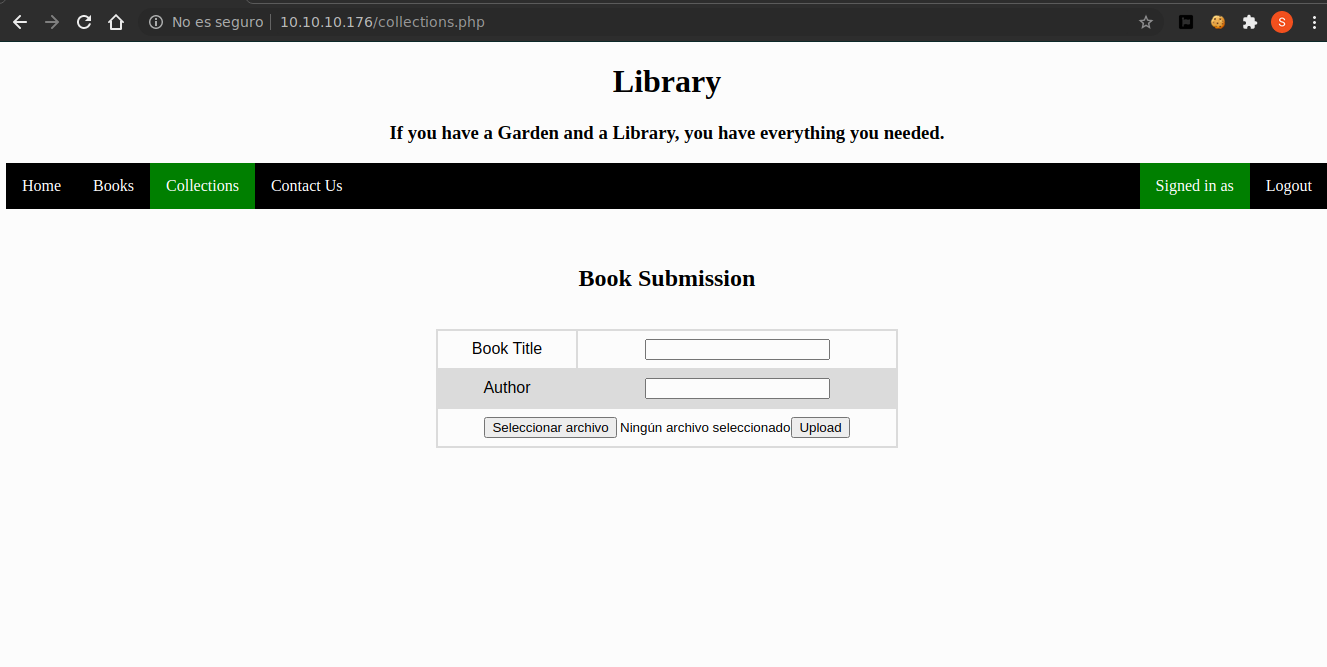 No es seguro 10.10.10.176/collections.php S
Library
If you have a Garden and a Library, you have everything you needed.
Home Books Collections Contact Us Signed in as Logout
Book Submission
Book Title
Author
Seleccionar archivo Ningún archivo seleccionado Upload